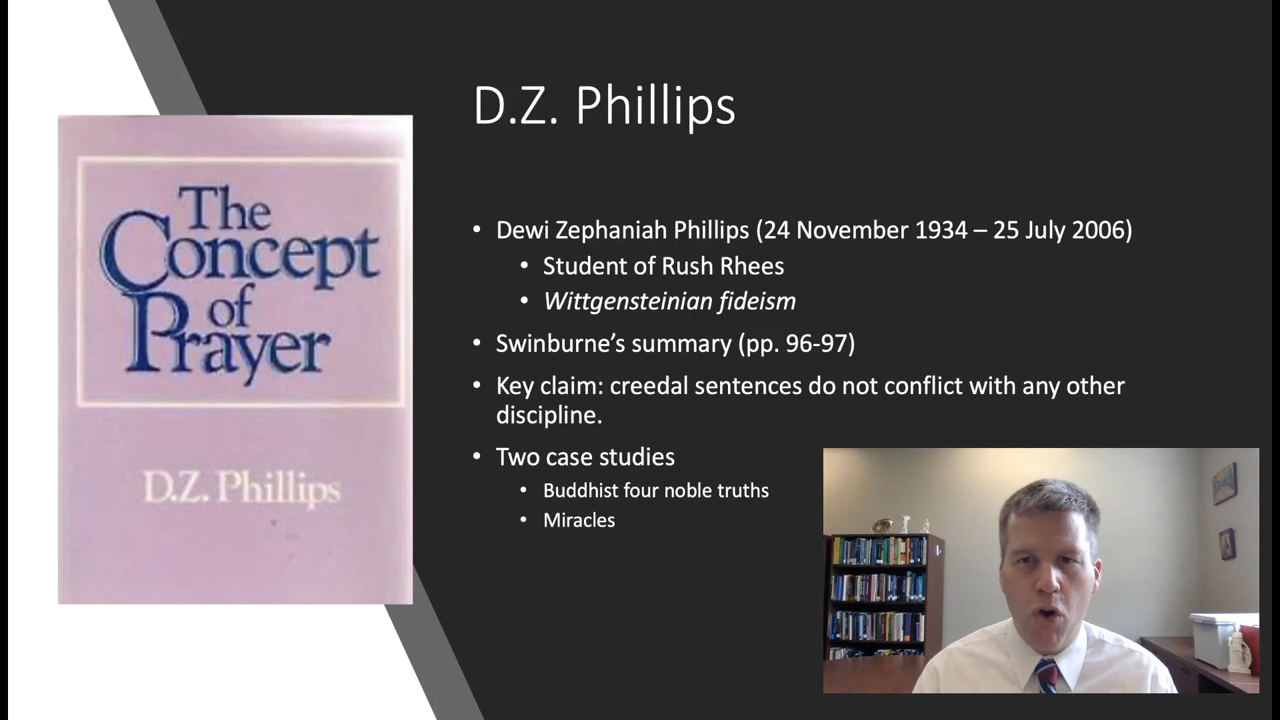 The
Concept
of
Prayer
D.Z. Phillips
D.Z. Phillips
• Dewi Zephaniah Phillips (24 November 1934 – 25 July 2006)
• Student of Rush Rhees
• Wittgensteinian fideism
• Swinburne’s summary (pp. 96-97)
• Key claim: creedal sentences do not conflict with any other
discipline.
• Two case studies
• Buddhist four noble truths
• Miracles